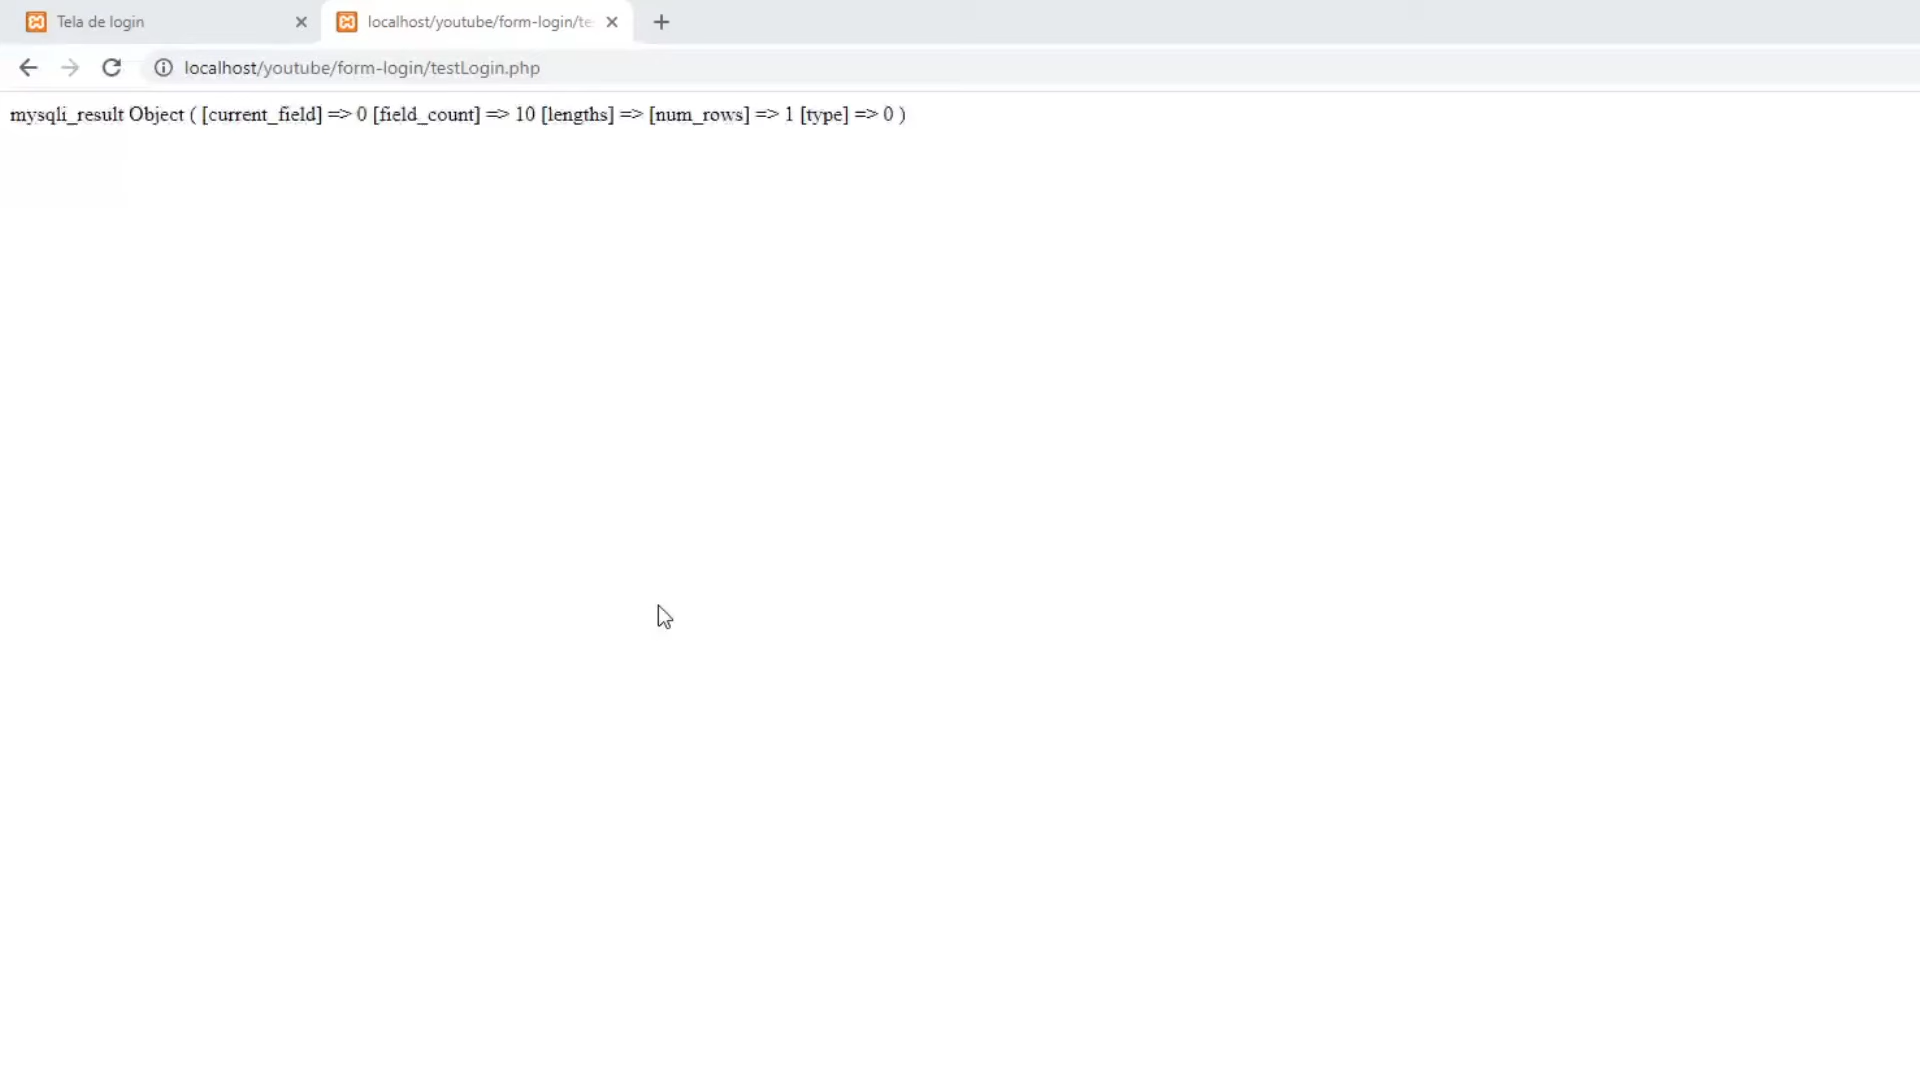 Tela de login
localhost/youtube/form-login/te
localhost/youtube/form-login/testLogin.php
mysqli_result Object ( [current_field] => 0 [field_count] => 10 [lengths] => [num_rows] => 1 [type] => 0 )